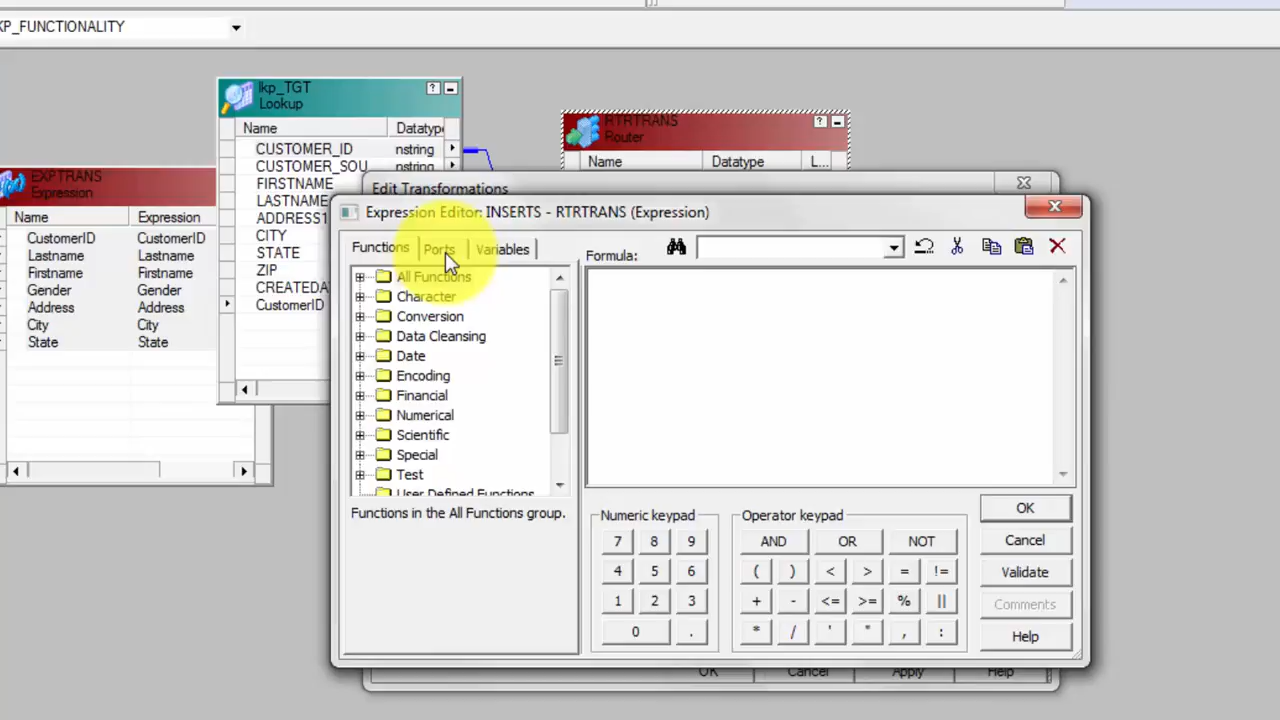 KP_FUNCTIONALITY
lkp_TGT
Lookup
Name Datatyp
CUSTOMER_ID nstring
CUSTOMER_SOU nstring
FIRSTNAME
LASTNAME
ADDRESS1
CITY
STATE
ZIP
CREATEDA
CustomerID
RTRTRANS
Router
Name Datatype L...
EXPTRANS
Expression
Name Expression
CustomerID CustomerID
Lastname Lastname
Firstname Firstname
Gender Gender
Address Address
City City
State State
Edit Transformations
Expression Editor: INSERTS - RTRTRANS (Expression)
Functions Ports Variables
Formula:
All Functions
Character
Conversion
Data Cleansing
Date
Encoding
Financial
Numerical
Scientific
Special
Test
User Defined Functions
Functions in the All Functions group.
Numeric keypad
7 8 9
4 5 6
1 2 3
0 .
Operator keypad
AND OR NOT
( ) < > = !=
+ - <= >= % ||
* / ' " , :
OK
Cancel
Validate
Comments
Help
OK Cancel Apply Help